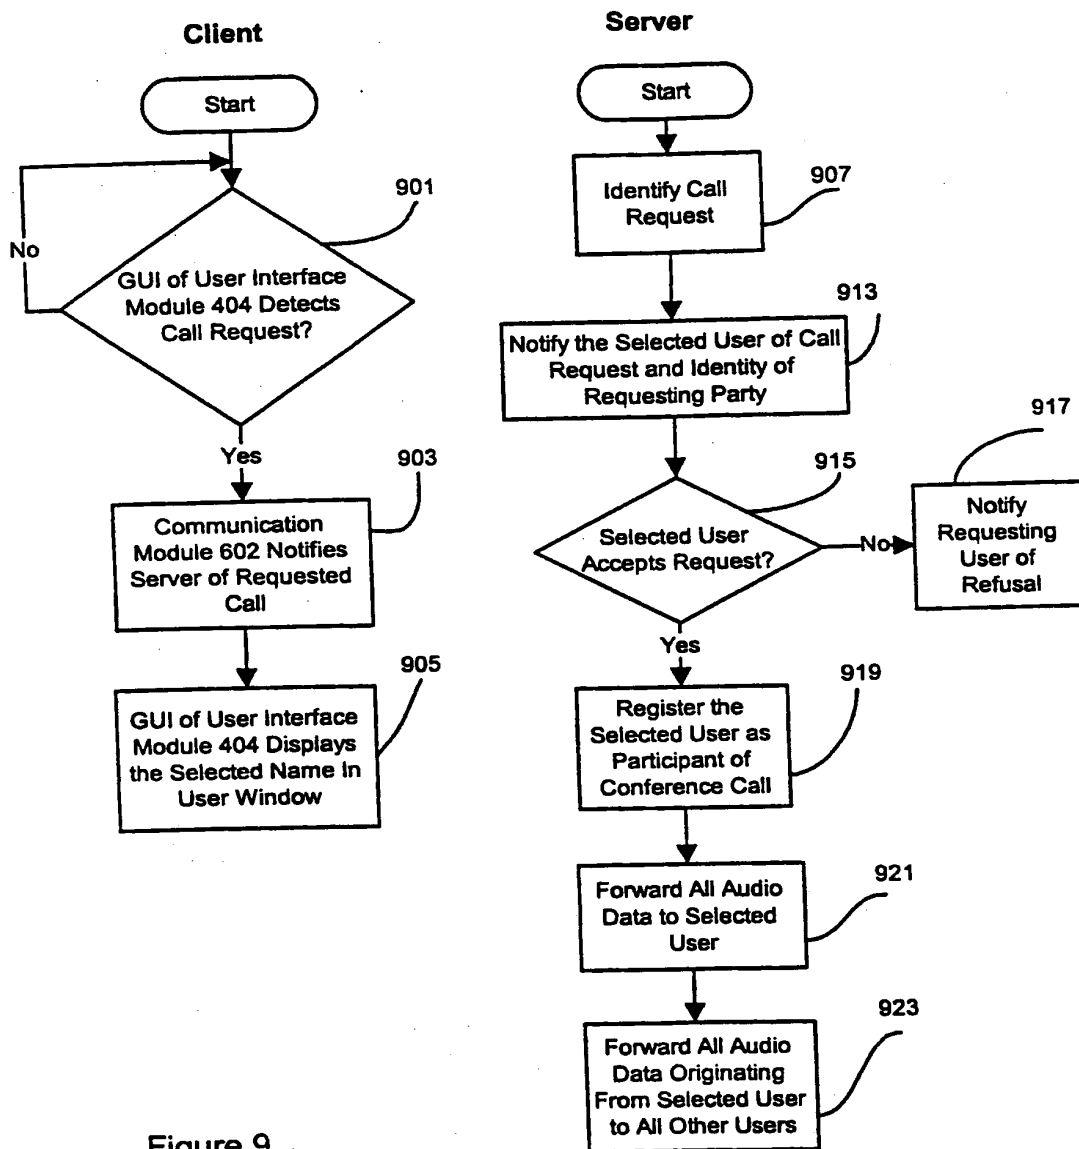 Client
Start
901
No
GUI of User Interface
Module 404 Detects
Call Request?
Yes
903
Communication
Module 602 Notifies
Server of Requested
Call
905
GUI of User Interface
Module 404 Displays
the Selected Name In
User Window
Server
Start
907
Identify Call
Request
913
Notify the Selected User of Call
Request and Identity of
Requesting Party
915
Selected User
Accepts Request?
No
917
Notify
Requesting
User of
Refusal
Yes
919
Register the
Selected User as
Participant of
Conference Call
921
Forward All Audio
Data to Selected
User
923
Forward All Audio
Data Originating
From Selected User
to All Other Users
Figure 9